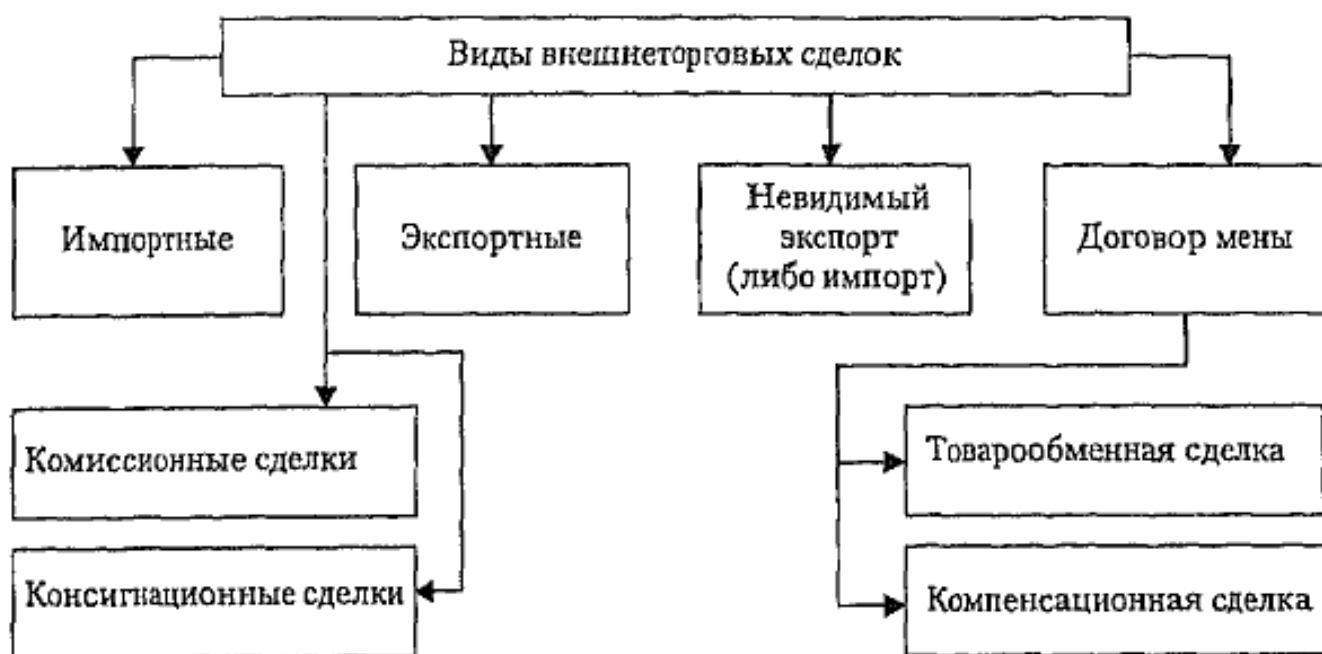 Виды внешнеторговых сделок
Импортные
Экспортные
Невидимый
экспорт
(либо импорт)
Договор мены
Комиссионные сделки
Товарообменная сделка
Консигнационные сделки
Компенсационная сделка